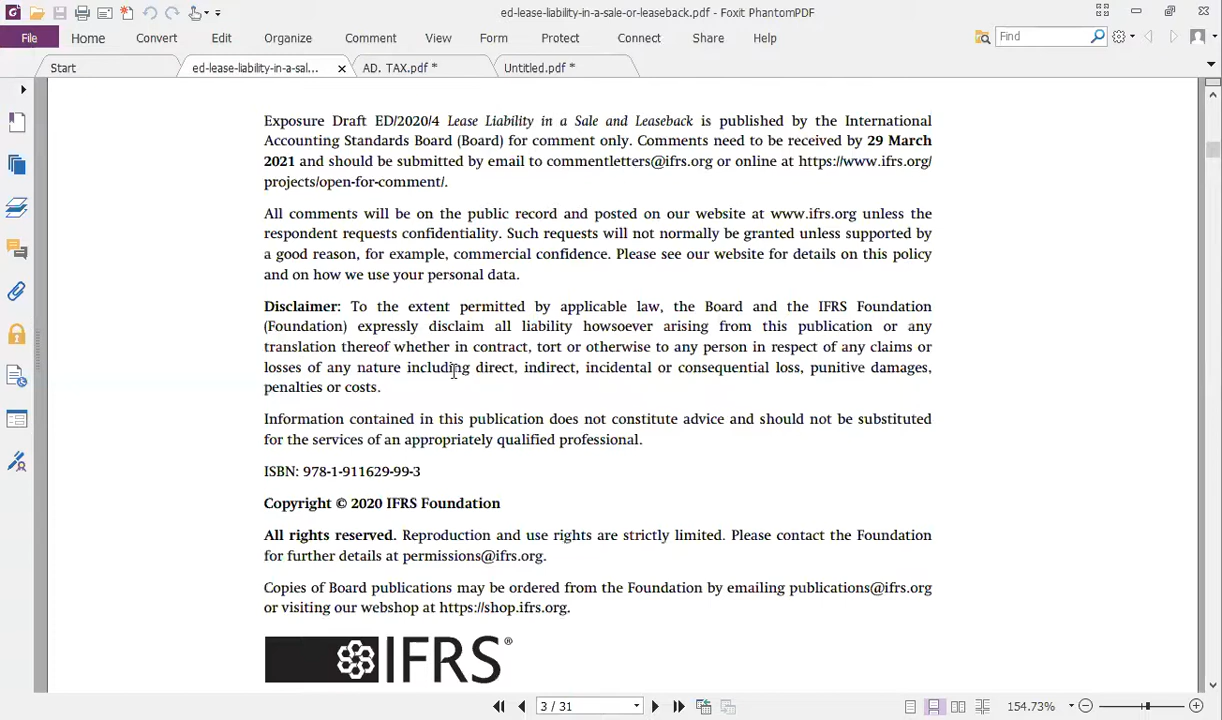 ed-lease-liability-in-a-sale-or-leaseback.pdf - Foxit PhantomPDF
File Home Convert Edit Organize Comment View Form Protect Connect Share Help Find
Start ed-lease-liability-in-a-sal... AD. TAX.pdf * Untitled.pdf *
Exposure Draft ED/2020/4 Lease Liability in a Sale and Leaseback is published by the International
Accounting Standards Board (Board) for comment only. Comments need to be received by 29 March
2021 and should be submitted by email to commentletters@ifrs.org or online at https://www.ifrs.org/
projects/open-for-comment/.
All comments will be on the public record and posted on our website at www.ifrs.org unless the
respondent requests confidentiality. Such requests will not normally be granted unless supported by
a good reason, for example, commercial confidence. Please see our website for details on this policy
and on how we use your personal data.
Disclaimer: To the extent permitted by applicable law, the Board and the IFRS Foundation
(Foundation) expressly disclaim all liability howsoever arising from this publication or any
translation thereof whether in contract, tort or otherwise to any person in respect of any claims or
losses of any nature including direct, indirect, incidental or consequential loss, punitive damages,
penalties or costs.
Information contained in this publication does not constitute advice and should not be substituted
for the services of an appropriately qualified professional.
ISBN: 978-1-911629-99-3
Copyright © 2020 IFRS Foundation
All rights reserved. Reproduction and use rights are strictly limited. Please contact the Foundation
for further details at permissions@ifrs.org.
Copies of Board publications may be ordered from the Foundation by emailing publications@ifrs.org
or visiting our webshop at https://shop.ifrs.org.
IFRS®
3 / 31 154.73%